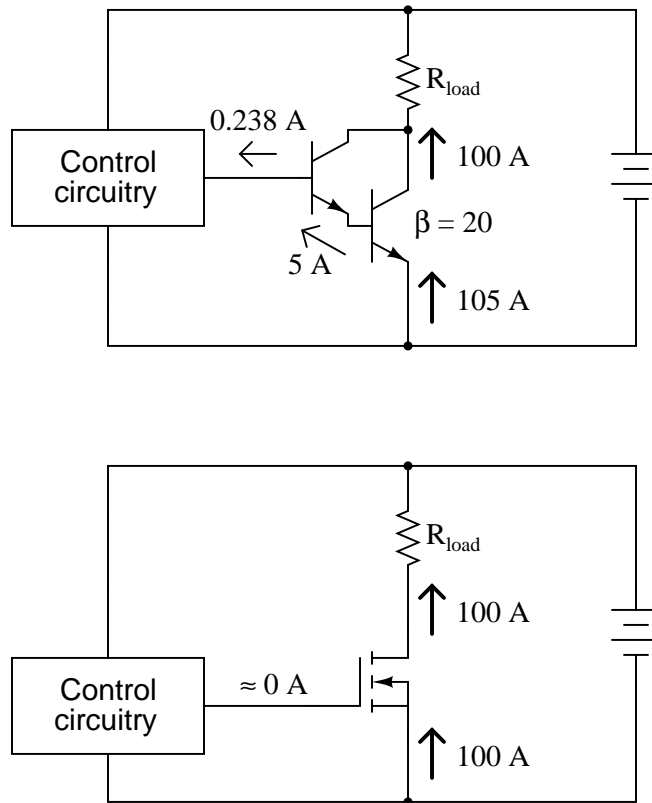 R_load
0.238 A
Control
circuitry
100 A
β = 20
5 A
105 A
R_load
100 A
Control
circuitry
≈ 0 A
100 A